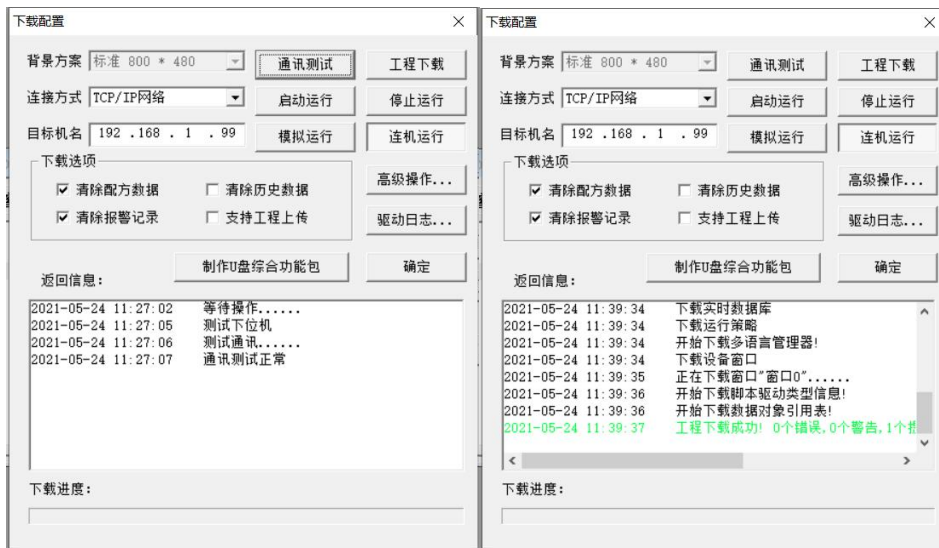 下载配置
背景方案 标准 800 * 480 通讯测试 工程下载
连接方式 TCP/IP网络 启动运行 停止运行
目标机名 192 .168 . 1 . 99 模拟运行 连机运行
下载选项
清除配方数据 清除历史数据 高级操作...
清除报警记录 支持工程上传 驱动日志...
制作U盘综合功能包 确定
返回信息:
2021-05-24 11:27:02 等待操作......
2021-05-24 11:27:05 测试下位机
2021-05-24 11:27:06 测试通讯......
2021-05-24 11:27:07 通讯测试正常
下载进度:
下载配置
背景方案 标准 800 * 480 通讯测试 工程下载
连接方式 TCP/IP网络 启动运行 停止运行
目标机名 192 .168 . 1 . 99 模拟运行 连机运行
下载选项
清除配方数据 清除历史数据 高级操作...
清除报警记录 支持工程上传 驱动日志...
制作U盘综合功能包 确定
返回信息:
2021-05-24 11:39:34 下载实时数据库
2021-05-24 11:39:34 下载运行策略
2021-05-24 11:39:34 开始下载多语言管理器!
2021-05-24 11:39:34 下载设备窗口
2021-05-24 11:39:35 正在下载窗口"窗口0"......
2021-05-24 11:39:36 开始下载脚本驱动类型信息!
2021-05-24 11:39:36 开始下载数据对象引用表!
2021-05-24 11:39:37 工程下载成功! 0个错误,0个警告,1个
下载进度: